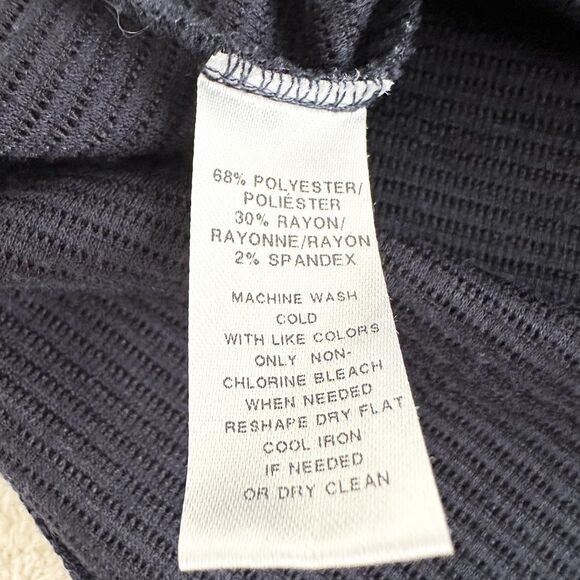 68% POLYESTER/
POLIÉSTER
30% RAYON/
RAYONNE/RAYON
2% SPANDEX
MACHINE WASH
COLD
WITH LIKE COLORS
ONLY NON-
CHLORINE BLEACH
WHEN NEEDED
RESHAPE DRY FLAT
COOL IRON
IF NEEDED
OR DRY CLEAN